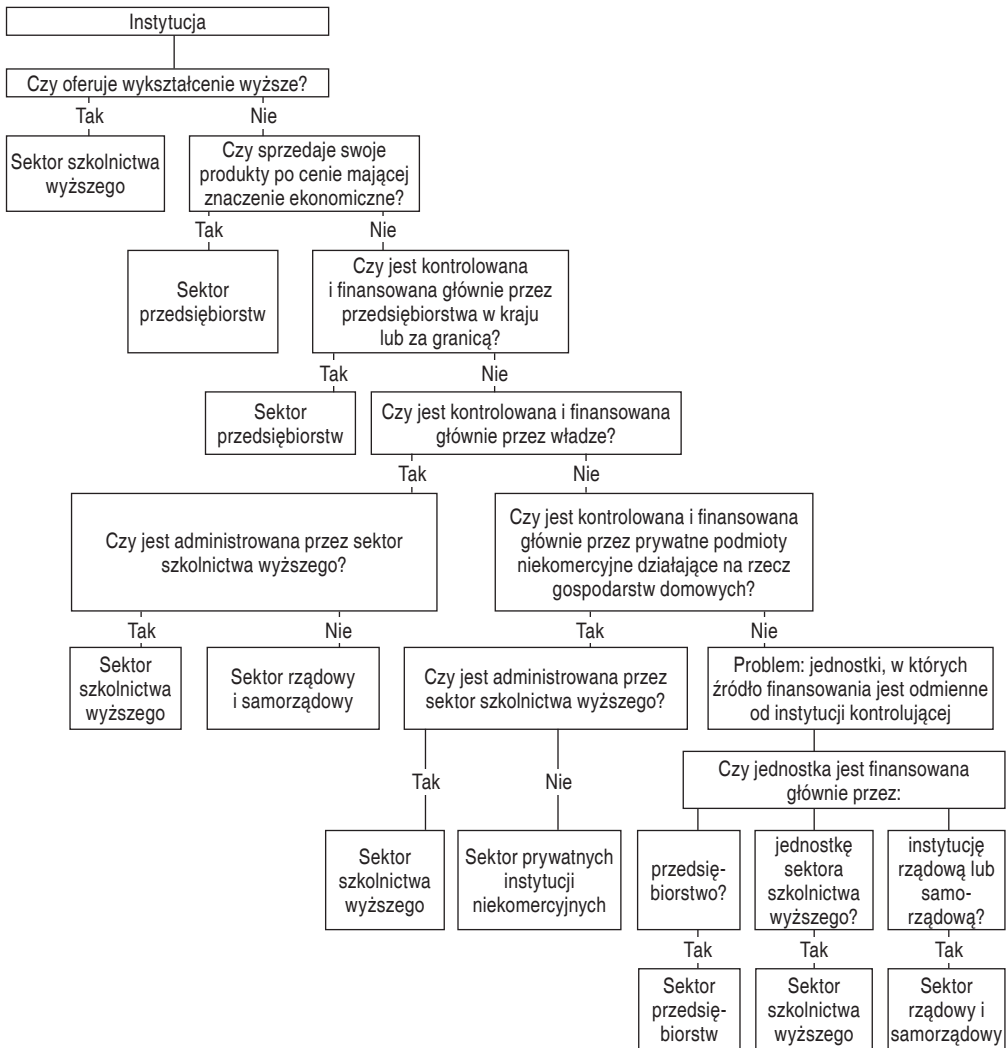 Instytucja
Czy oferuje wykształcenie wyższe?
Tak
Nie
Sektor szkolnictwa
wyższego
Czy sprzedaje swoje
produkty po cenie mającej
znaczenie ekonomiczne?
Tak
Nie
Sektor
przedsiębiorstw
Czy jest kontrolowana
i finansowana głównie przez
przedsiębiorstwa w kraju
lub za granicą?
Tak
Nie
Sektor
przedsiębiorstw
Czy jest kontrolowana i finansowana
głównie przez władze?
Tak
Nie
Czy jest administrowana przez sektor
szkolnictwa wyższego?
Czy jest kontrolowana i finansowana
głównie przez prywatne podmioty
niekomercyjne działające na rzecz
gospodarstw domowych?
Tak
Nie
Tak
Nie
Sektor
szkolnictwa
wyższego
Sektor rządowy
i samorządowy
Czy jest administrowana przez
sektor szkolnictwa wyższego?
Problem: jednostki, w których
źródło finansowania jest odmienne
od instytucji kontrolującej
Tak
Nie
Czy jednostka jest finansowana
głównie przez:
Sektor
szkolnictwa
wyższego
Sektor prywatnych
instytucji
niekomercyjnych
przedsię-
biorstwo?
jednostkę
sektora
szkolnictwa
wyższego?
instytucję
rządową lub
samo-
rządową?
Tak
Tak
Tak
Sektor
przedsię-
biorstw
Sektor
szkolnictwa
wyższego
Sektor
rządowy i
samorządowy